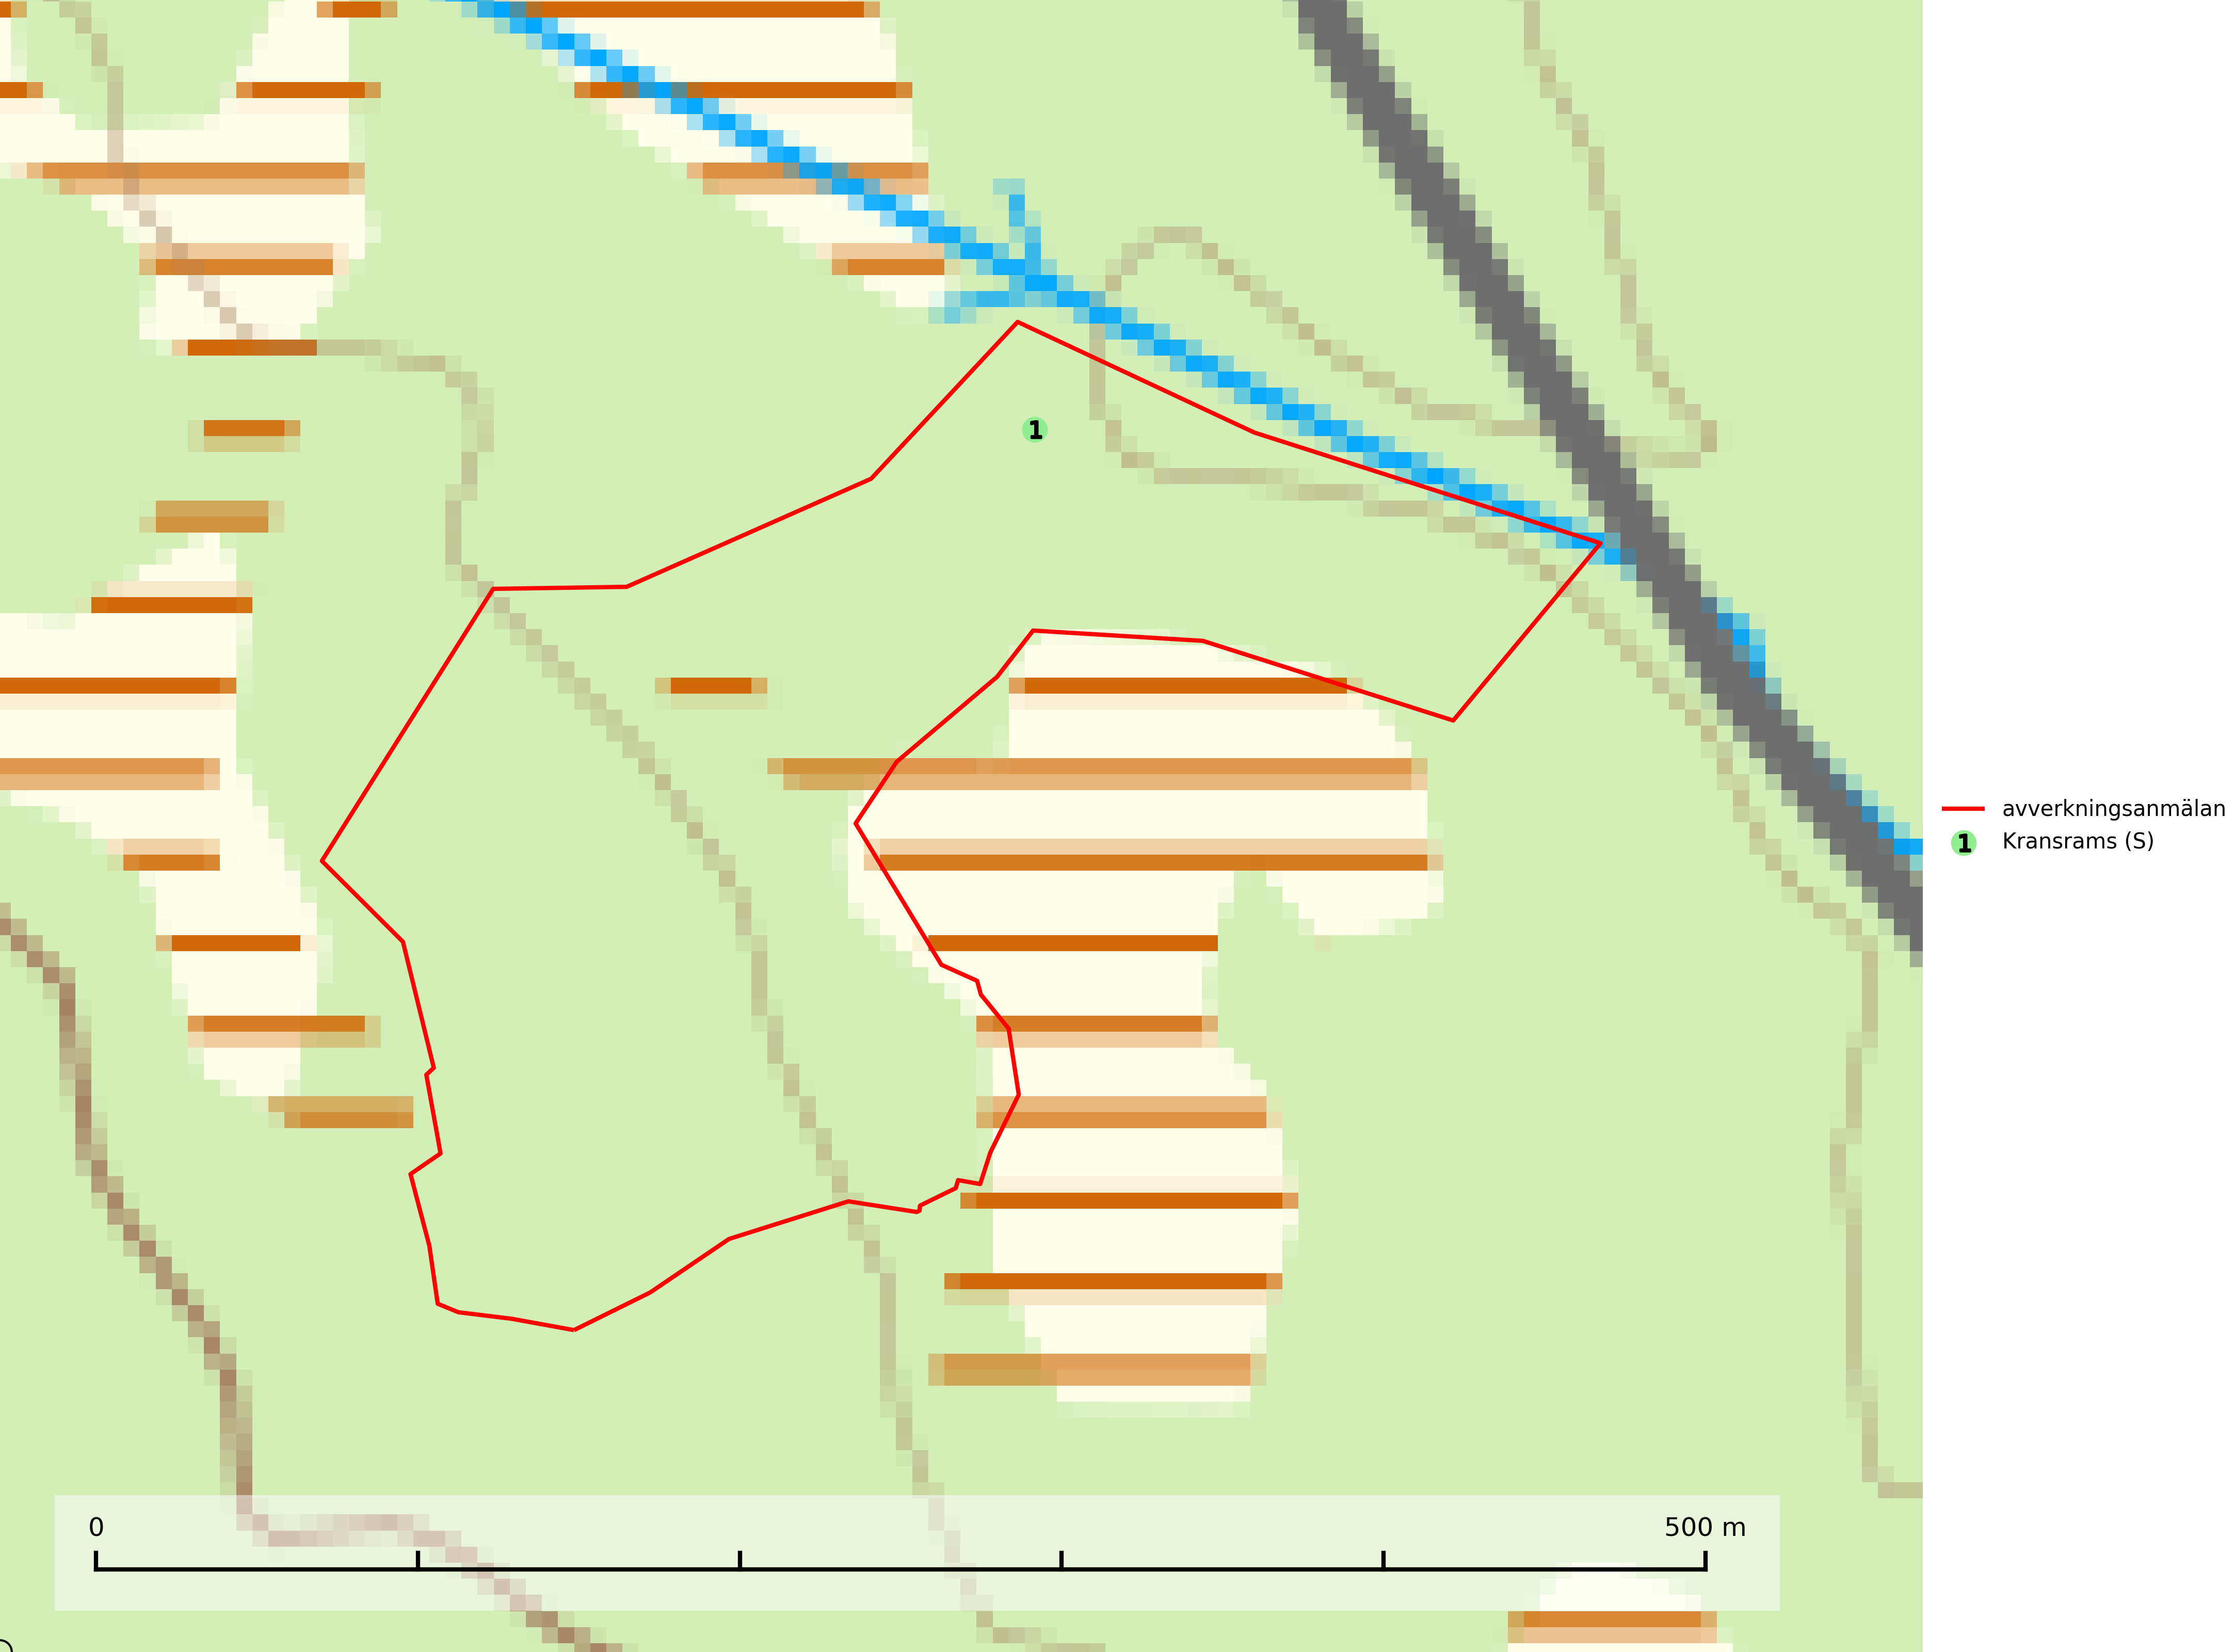 1
avverkningsanmälan
1 Kransrams (S)
0 500 m